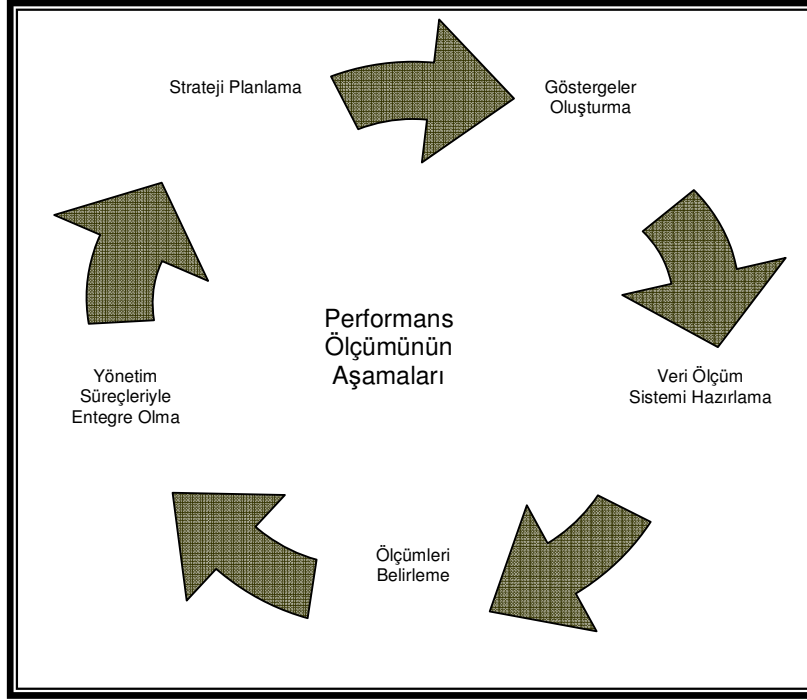 Strateji Planlama
Göstergeler
Oluşturma
Veri Ölçüm
Sistemi Hazırlama
Ölçümleri
Belirleme
Yönetim
Süreçleriyle
Entegre Olma
Performans
Ölçümünün
Aşamaları